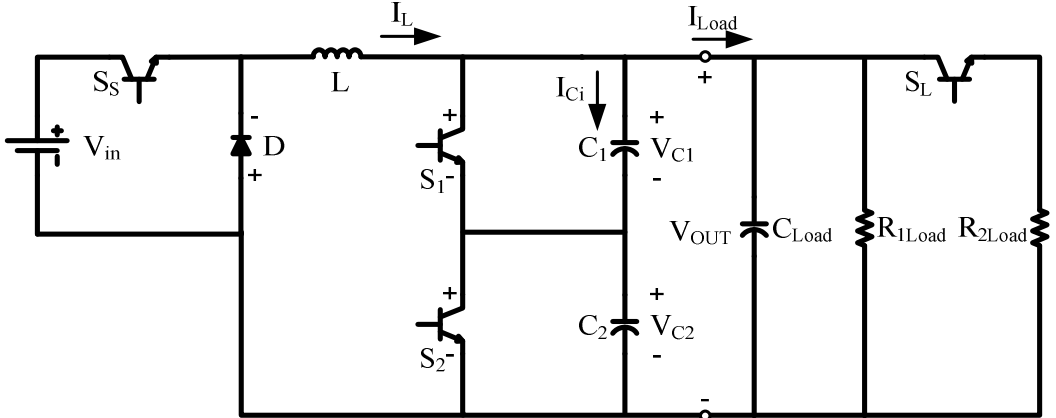 I_L
I_Load
S_S
L
S_L
+
I_Ci
+
-
+
+
V_in
-
D
+
S_1
-
C_1
V_C1
-
V_OUT
C_Load
R_1Load
R_2Load
+
+
S_2
-
C_2
V_C2
-
-